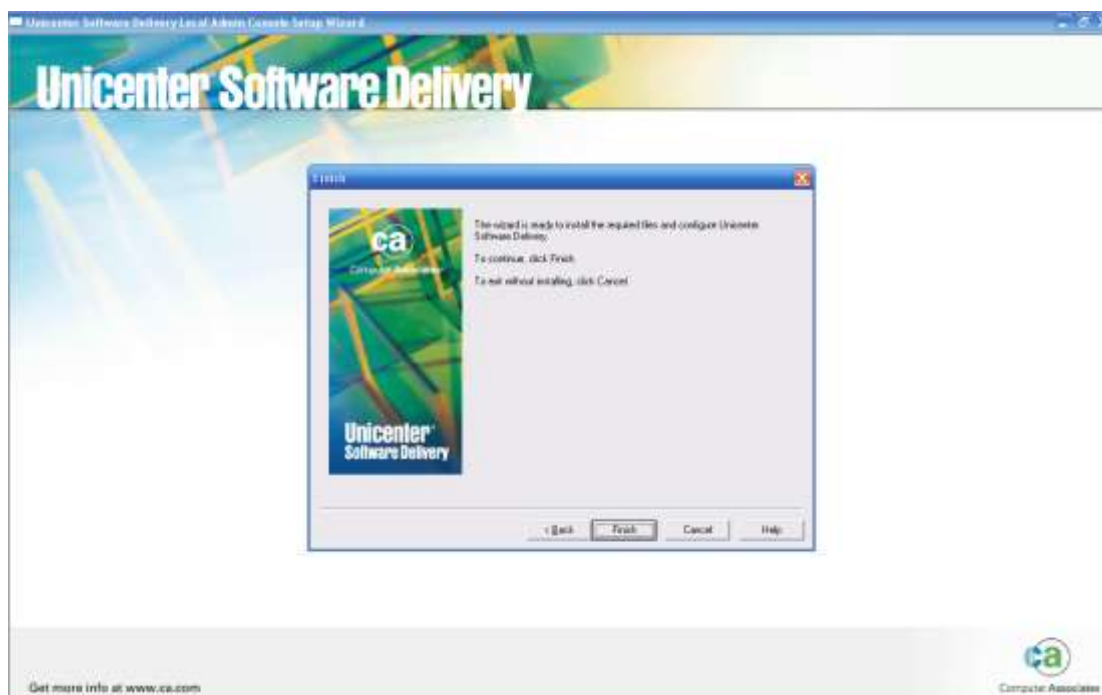 Unicenter Software Delivery Local Admin Console Setup Wizard
Unicenter Software Delivery
Finish
ca
Computer Associates
The wizard is ready to install the required files and configure Unicenter
Software Delivery.
To continue, click Finish.
To exit without installing, click Cancel.
Unicenter
Software Delivery
< Back
Finish
Cancel
Help
Get more info at www.ca.com
ca
Computer Associates